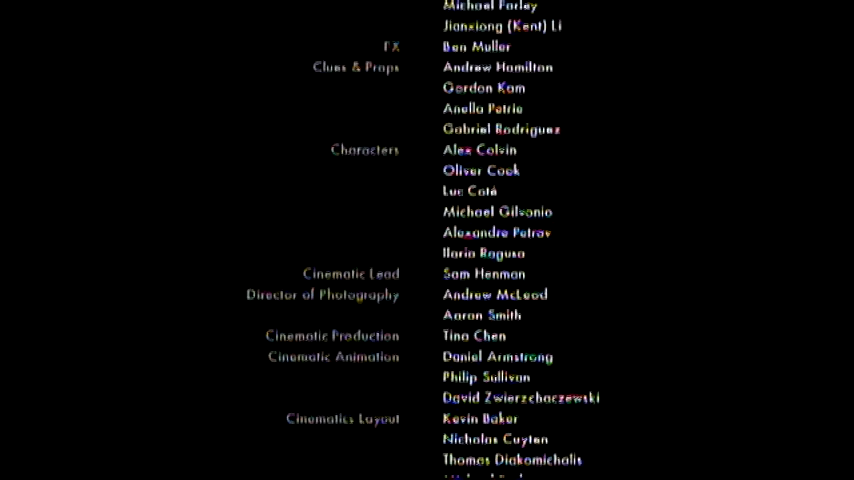 Michael Farley
Jianxiong (Kent) Li
FX Ben Muller
Clues & Props Andrew Hamilton
Gordon Kam
Anella Petrie
Gabriel Rodriguez
Characters Alex Colvin
Oliver Cook
Luc Coté
Michael Gilvonio
Alexandre Petrov
Ilaria Ragusa
Cinematic Lead Sam Henman
Director of Photography Andrew McLeod
Aaron Smith
Cinematic Production Tina Chen
Cinematic Animation Daniel Armstrong
Philip Sullivan
David Zwierzchaczewski
Cinematics Layout Kevin Baker
Nicholas Cuyten
Thomas Diakomichalis